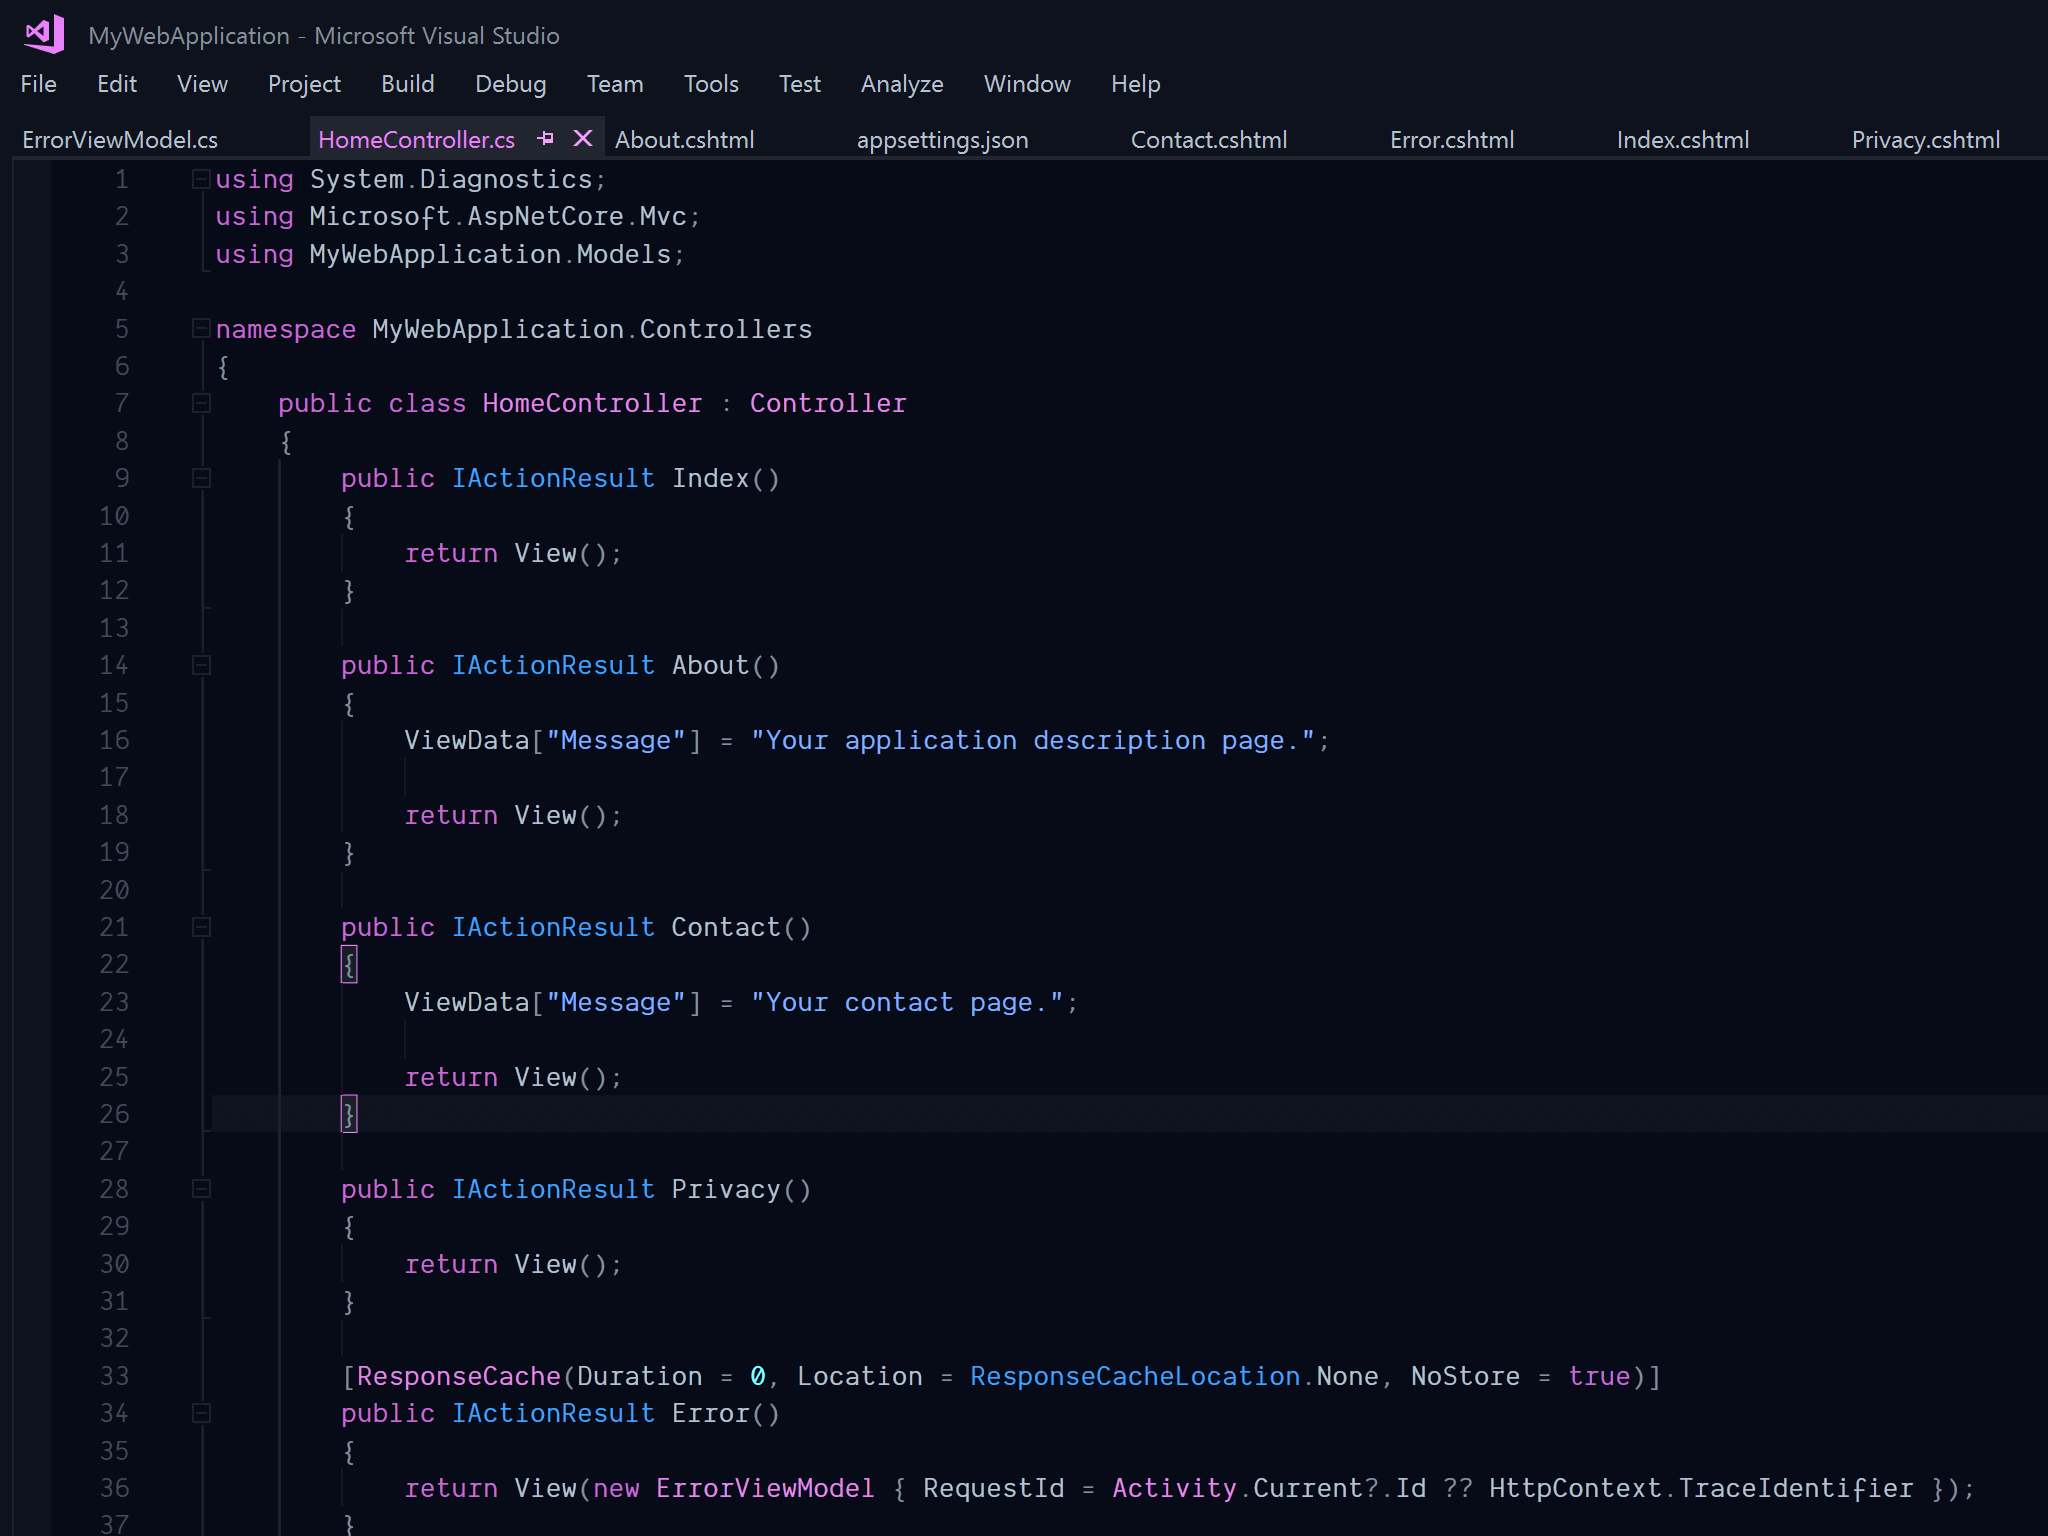 MyWebApplication - Microsoft Visual Studio
File Edit View Project Build Debug Team Tools Test Analyze Window Help
ErrorViewModel.cs HomeController.cs About.cshtml appsettings.json Contact.cshtml Error.cshtml Index.cshtml Privacy.cshtml
1 using System.Diagnostics;
2 using Microsoft.AspNetCore.Mvc;
3 using MyWebApplication.Models;
4
5 namespace MyWebApplication.Controllers
6 {
7 public class HomeController : Controller
8 {
9 public IActionResult Index()
10 {
11 return View();
12 }
13
14 public IActionResult About()
15 {
16 ViewData["Message"] = "Your application description page.";
17
18 return View();
19 }
20
21 public IActionResult Contact()
22 {
23 ViewData["Message"] = "Your contact page.";
24
25 return View();
26 }
27
28 public IActionResult Privacy()
29 {
30 return View();
31 }
32
33 [ResponseCache(Duration = 0, Location = ResponseCacheLocation.None, NoStore = true)]
34 public IActionResult Error()
35 {
36 return View(new ErrorViewModel { RequestId = Activity.Current?.Id ?? HttpContext.TraceIdentifier });
37 }